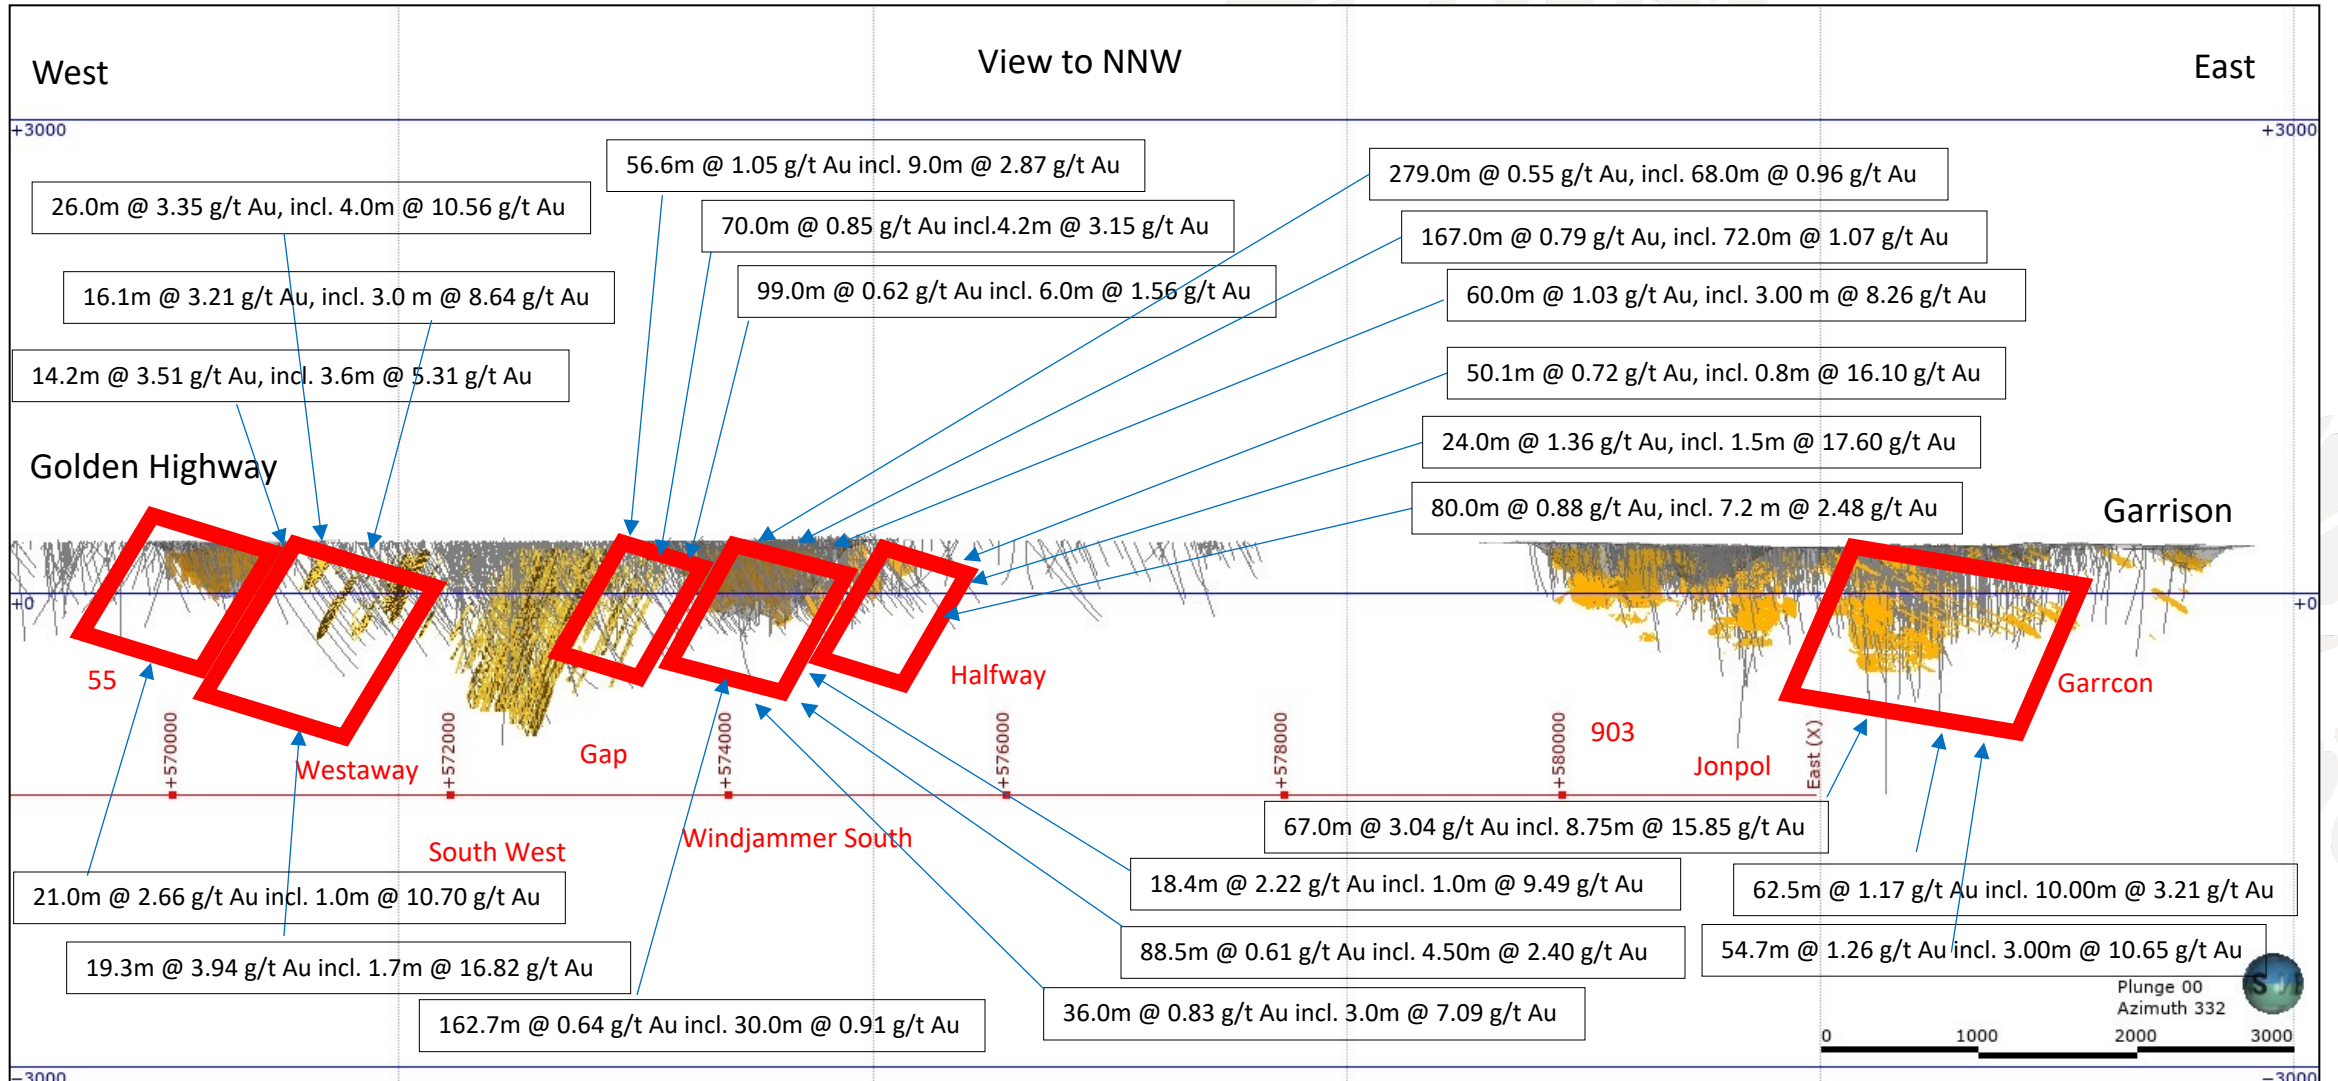 West
View to NNW
East
+3000
+3000
56.6m @ 1.05 g/t Au incl. 9.0m @ 2.87 g/t Au
279.0m @ 0.55 g/t Au, incl. 68.0m @ 0.96 g/t Au
26.0m @ 3.35 g/t Au, incl. 4.0m @ 10.56 g/t Au
70.0m @ 0.85 g/t Au incl.4.2m @ 3.15 g/t Au
167.0m @ 0.79 g/t Au, incl. 72.0m @ 1.07 g/t Au
16.1m @ 3.21 g/t Au, incl. 3.0 m @ 8.64 g/t Au
99.0m @ 0.62 g/t Au incl. 6.0m @ 1.56 g/t Au
60.0m @ 1.03 g/t Au, incl. 3.00 m @ 8.26 g/t Au
14.2m @ 3.51 g/t Au, incl. 3.6m @ 5.31 g/t Au
50.1m @ 0.72 g/t Au, incl. 0.8m @ 16.10 g/t Au
24.0m @ 1.36 g/t Au, incl. 1.5m @ 17.60 g/t Au
Golden Highway
80.0m @ 0.88 g/t Au, incl. 7.2 m @ 2.48 g/t Au
Garrison
+0
+0
55
Halfway
Garrcon
903
Gap
Westaway
Jonpol
+570000
+572000
+574000
+576000
+578000
+580000
East (X)
South West
Windjammer South
67.0m @ 3.04 g/t Au incl. 8.75m @ 15.85 g/t Au
21.0m @ 2.66 g/t Au incl. 1.0m @ 10.70 g/t Au
18.4m @ 2.22 g/t Au incl. 1.0m @ 9.49 g/t Au
62.5m @ 1.17 g/t Au incl. 10.00m @ 3.21 g/t Au
19.3m @ 3.94 g/t Au incl. 1.7m @ 16.82 g/t Au
88.5m @ 0.61 g/t Au incl. 4.50m @ 2.40 g/t Au
54.7m @ 1.26 g/t Au incl. 3.00m @ 10.65 g/t Au
162.7m @ 0.64 g/t Au incl. 30.0m @ 0.91 g/t Au
36.0m @ 0.83 g/t Au incl. 3.0m @ 7.09 g/t Au
S
Plunge 00
Azimuth 332
0
1000
2000
3000
−3000
−3000